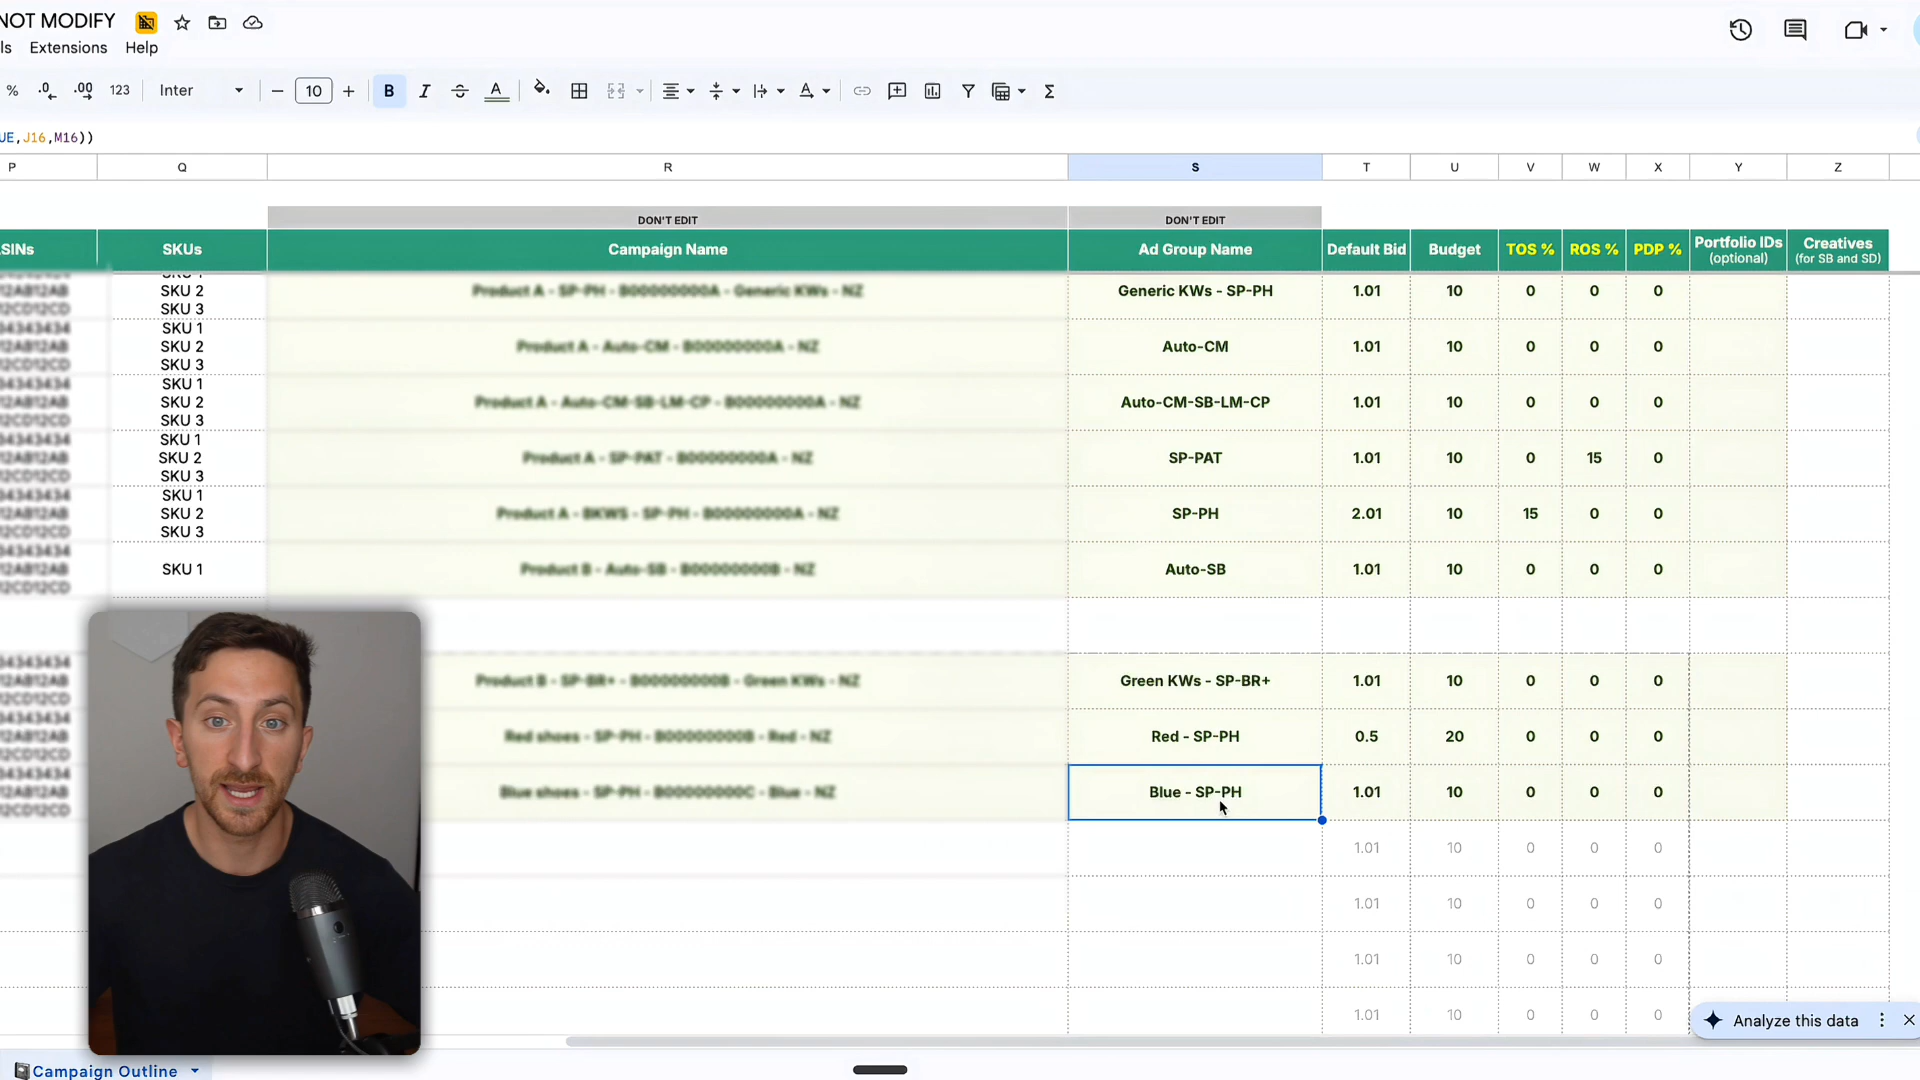 NOT MODIFY
ls Extensions Help
% .0 .00 123 Inter 10 B I S A A Σ
UE,J16,M16))
P Q R S T U V W X Y Z
DON'T EDIT DON'T EDIT
SINs SKUs Campaign Name Ad Group Name Default Bid Budget TOS % ROS % PDP % Portfolio IDs (optional) Creatives (for SB and SD)
SKU 1
12AB12AB SKU 2 Product A - SP-PH - B00000000A - Generic KWs - NZ Generic KWs - SP-PH 1.01 10 0 0 0
12CD12CD SKU 3
34343434 SKU 1
12AB12AB SKU 2 Product A - Auto-CM - B00000000A - NZ Auto-CM 1.01 10 0 0 0
12CD12CD SKU 3
34343434 SKU 1
12AB12AB SKU 2 Product A - Auto-CM-SB-LM-CP - B00000000A - NZ Auto-CM-SB-LM-CP 1.01 10 0 0 0
12CD12CD SKU 3
34343434 SKU 1
12AB12AB SKU 2 Product A - SP-PAT - B00000000A - NZ SP-PAT 1.01 10 0 15 0
12CD12CD SKU 3
34343434 SKU 1
12AB12AB SKU 2 Product A - BKWS - SP-PH - B00000000A - NZ SP-PH 2.01 10 15 0 0
12CD12CD SKU 3
34343434
12AB12AB SKU 1 Product B - Auto-SB - B00000000B - NZ Auto-SB 1.01 10 0 0 0
12CD12CD
34343434
12AB12AB Product B - SP-BR+ - B00000000B - Green KWs - NZ Green KWs - SP-BR+ 1.01 10 0 0 0
12CD12CD
34343434
12AB12AB Red shoes - SP-PH - B00000000B - Red - NZ Red - SP-PH 0.5 20 0 0 0
12CD12CD
34343434
12AB12AB Blue shoes - SP-PH - B00000000C - Blue - NZ Blue - SP-PH 1.01 10 0 0 0
12CD12CD
1.01 10 0 0 0
1.01 10 0 0 0
1.01 10 0 0 0
1.01 10 0 0 0
Analyze this data
Campaign Outline